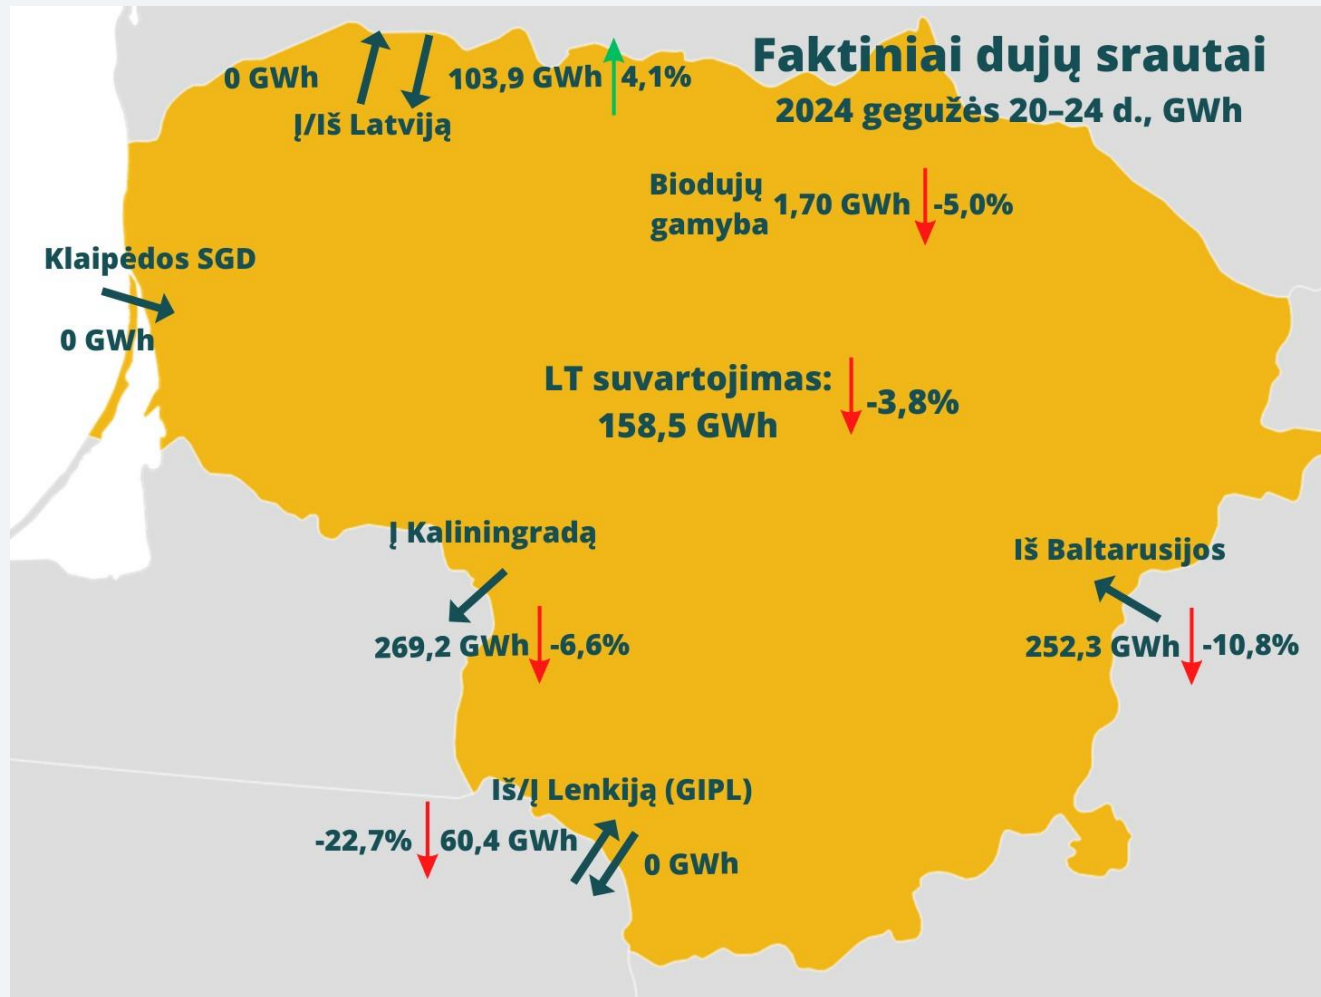 Faktiniai dujų srautai
2024 gegužės 20–24 d., GWh
0 GWh
103,9 GWh 4,1%
Į/Iš Latviją
Biodujų
gamyba
1,70 GWh -5,0%
Klaipėdos SGD
0 GWh
LT suvartojimas:
158,5 GWh
-3,8%
Į Kaliningradą
269,2 GWh -6,6%
Iš Baltarusijos
252,3 GWh -10,8%
Iš/Į Lenkiją (GIPL)
-22,7% 60,4 GWh
0 GWh